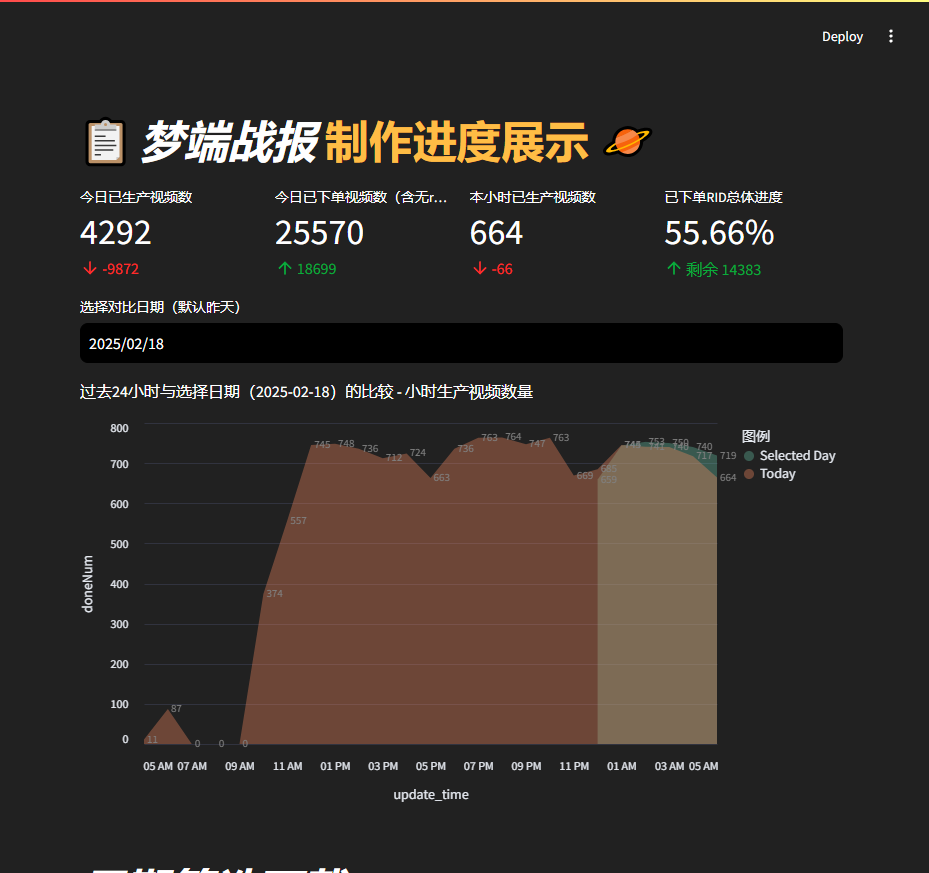 Deploy
梦端战报 制作进度展示
今日已生产视频数
4292
-9872
今日已下单视频数（含无r...
25570
18699
本小时已生产视频数
664
-66
已下单RID总体进度
55.66%
剩余 14383
选择对比日期（默认昨天）
2025/02/18
过去24小时与选择日期（2025-02-18）的比较 - 小时生产视频数量
图例
Selected Day
Today
doneNum
800
700
600
500
400
300
200
100
0
11
87
0
0
0
374
557
745
748
736
712
724
663
736
763
764
747
763
669
685
659
753
750
740
717
719
664
05 AM 07 AM 09 AM 11 AM 01 PM 03 PM 05 PM 07 PM 09 PM 11 PM 01 AM 03 AM 05 AM
update_time